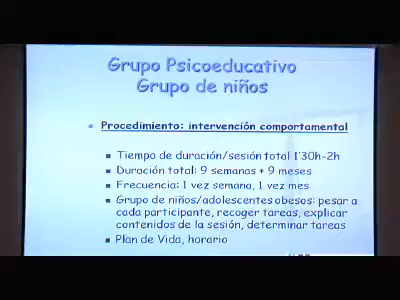 Grupo Psicoeducativo
Grupo de niños
Procedimiento: intervención comportamental
Tiempo de duración/sesión total 1'30h-2h
Duración total: 9 semanas + 9 meses
Frecuencia: 1 vez semana, 1 vez mes
Grupo de niños/adolescentes obesos: pesar a
cada participante, recoger tareas, explicar
contenidos de la sesión, determinar tareas
Plan de Vida, horario